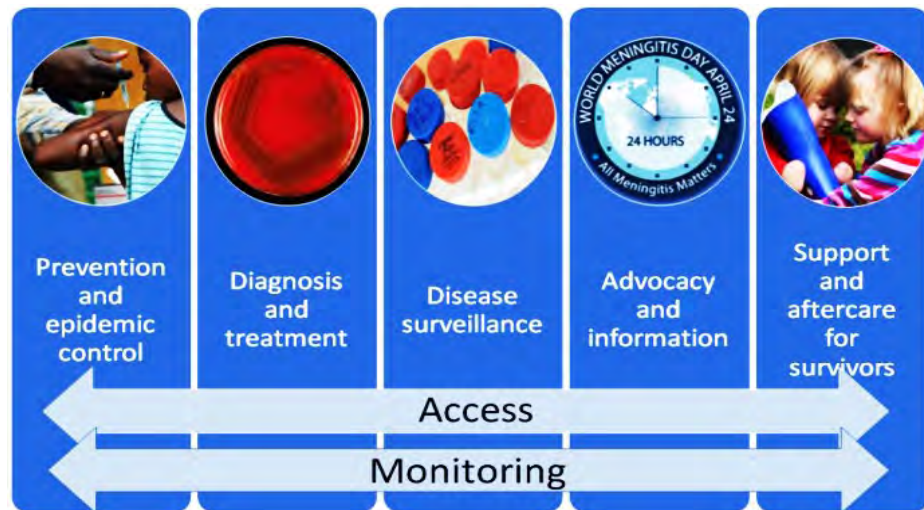 WORLD MENINGITIS DAY APRIL 24
24 HOURS
All Meningitis Matters
Prevention
and
epidemic
control
Diagnosis
and
treatment
Disease
surveillance
Advocacy
and
information
Support
and
aftercare
for
survivors
Access
Monitoring